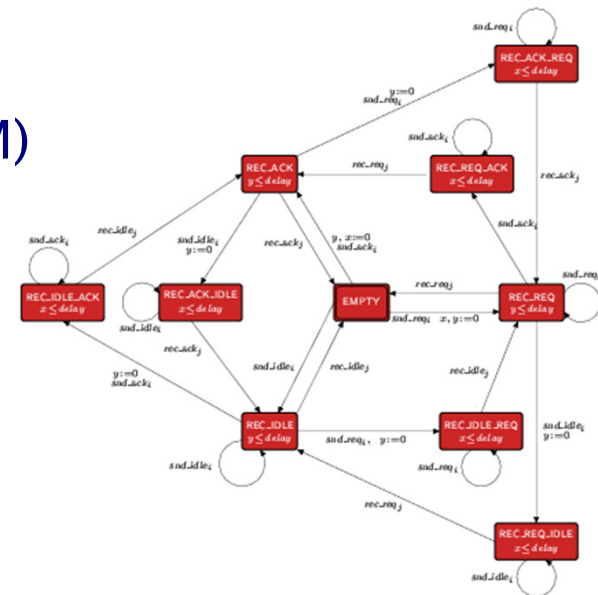 snd_req_i
REC_ACK_REQ
x ≤ delay
y:=0
snd_req_i
M)
snd_ack_i
REC_ACK
y ≤ delay
rec_req_j
REC_REQ_ACK
x ≤ delay
rec_ack_j
rec_idle_j
snd_ack_i
snd_idle_i
y:=0
rec_ack_j
y, x:=0
snd_ack_i
snd_ack_i
REC_IDLE_ACK
x ≤ delay
REC_ACK_IDLE
x ≤ delay
EMPTY
rec_req_j
REC_REQ
y ≤ delay
snd_req
snd_req_i x, y:=0
snd_idle_i
rec_ack_j
y:=0
snd_ack_i
snd_idle_i
rec_idle_j
rec_idle_j
REC_IDLE
y ≤ delay
snd_req_i, y:=0
REC_IDLE_REQ
x ≤ delay
snd_idle_i
y:=0
snd_idle_i
snd_req_i
rec_req_j
REC_REQ_IDLE
x ≤ delay
snd_idle_i